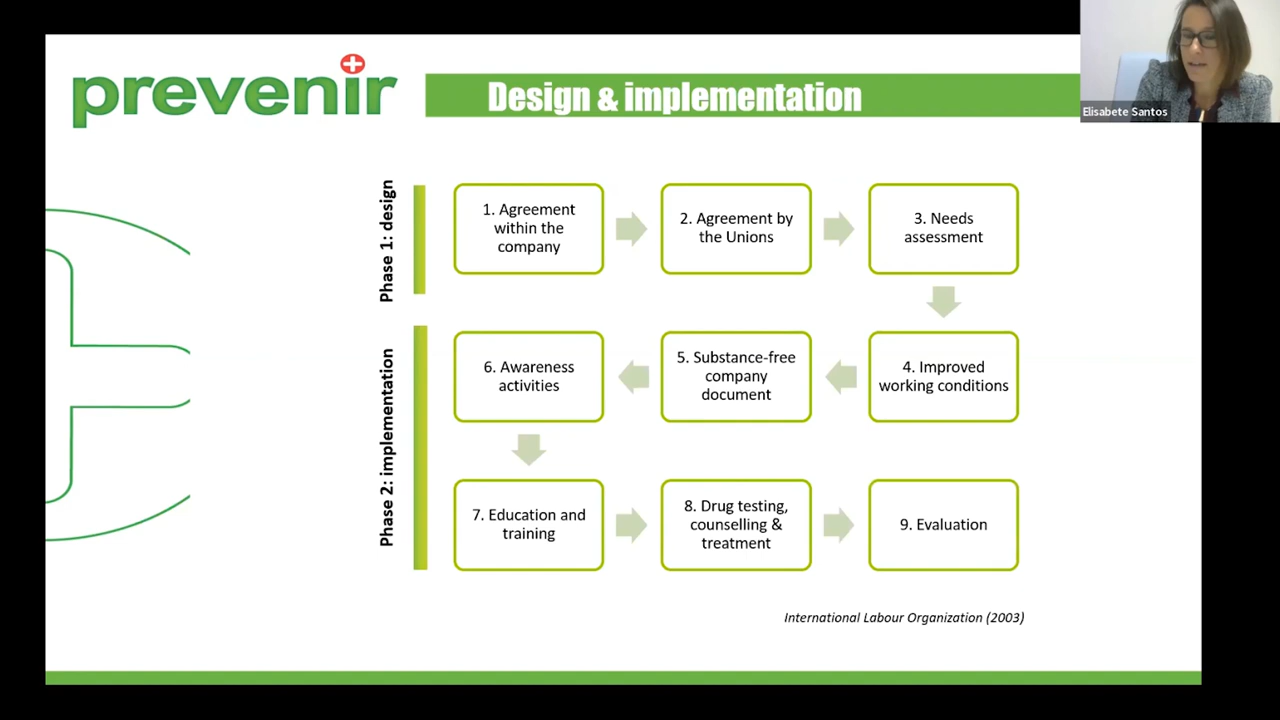 prevenir
Design & implementation
Elisabete Santos
Phase 1: design
1. Agreement
within the
company
2. Agreement by
the Unions
3. Needs
assessment
Phase 2: implementation
6. Awareness
activities
5. Substance-free
company
document
4. Improved
working conditions
7. Education and
training
8. Drug testing,
counselling &
treatment
9. Evaluation
International Labour Organization (2003)